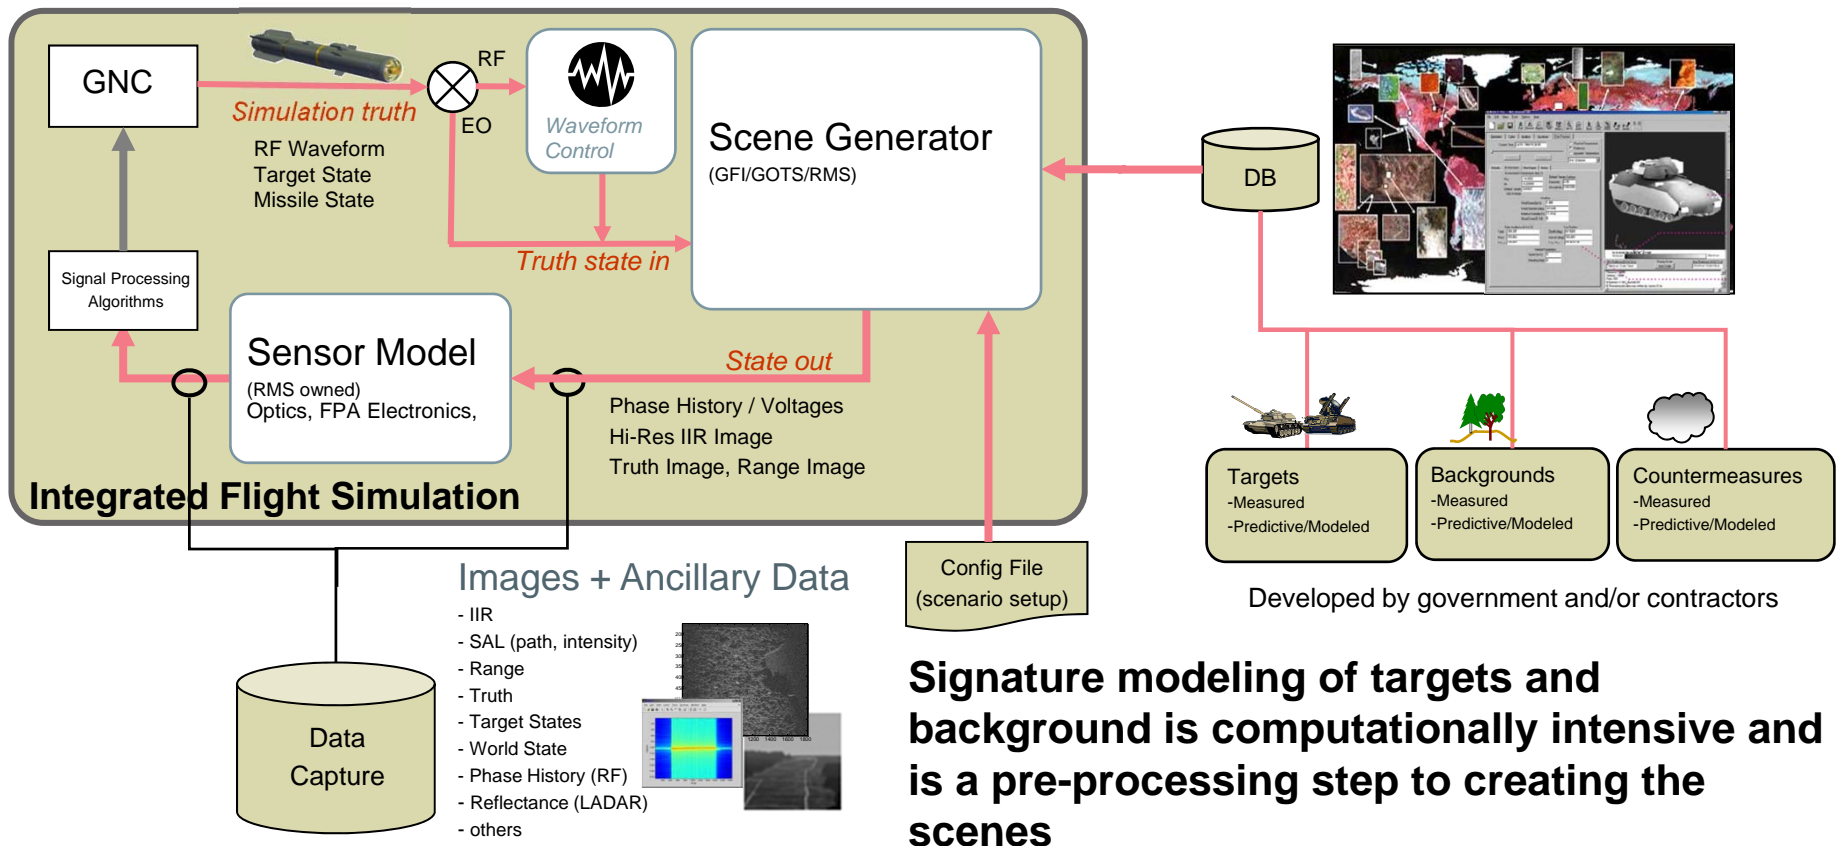 GNC
Simulation truth
RF Waveform
Target State
Missile State
RF
EO
Waveform
Control
Truth state in
Scene Generator
(GFI/GOTS/RMS)
DB
Signal Processing
Algorithms
Sensor Model
(RMS owned)
Optics, FPA Electronics,
State out
Phase History / Voltages
Hi-Res IIR Image
Truth Image, Range Image
Integrated Flight Simulation
Targets
-Measured
-Predictive/Modeled
Backgrounds
-Measured
-Predictive/Modeled
Countermeasures
-Measured
-Predictive/Modeled
Developed by government and/or contractors
Config File
(scenario setup)
Images + Ancillary Data
- IIR
- SAL (path, intensity)
- Range
- Truth
- Target States
- World State
- Phase History (RF)
- Reflectance (LADAR)
- others
1200 1400 1600 1800
Data
Capture
Signature modeling of targets and
background is computationally intensive and
is a pre-processing step to creating the
scenes